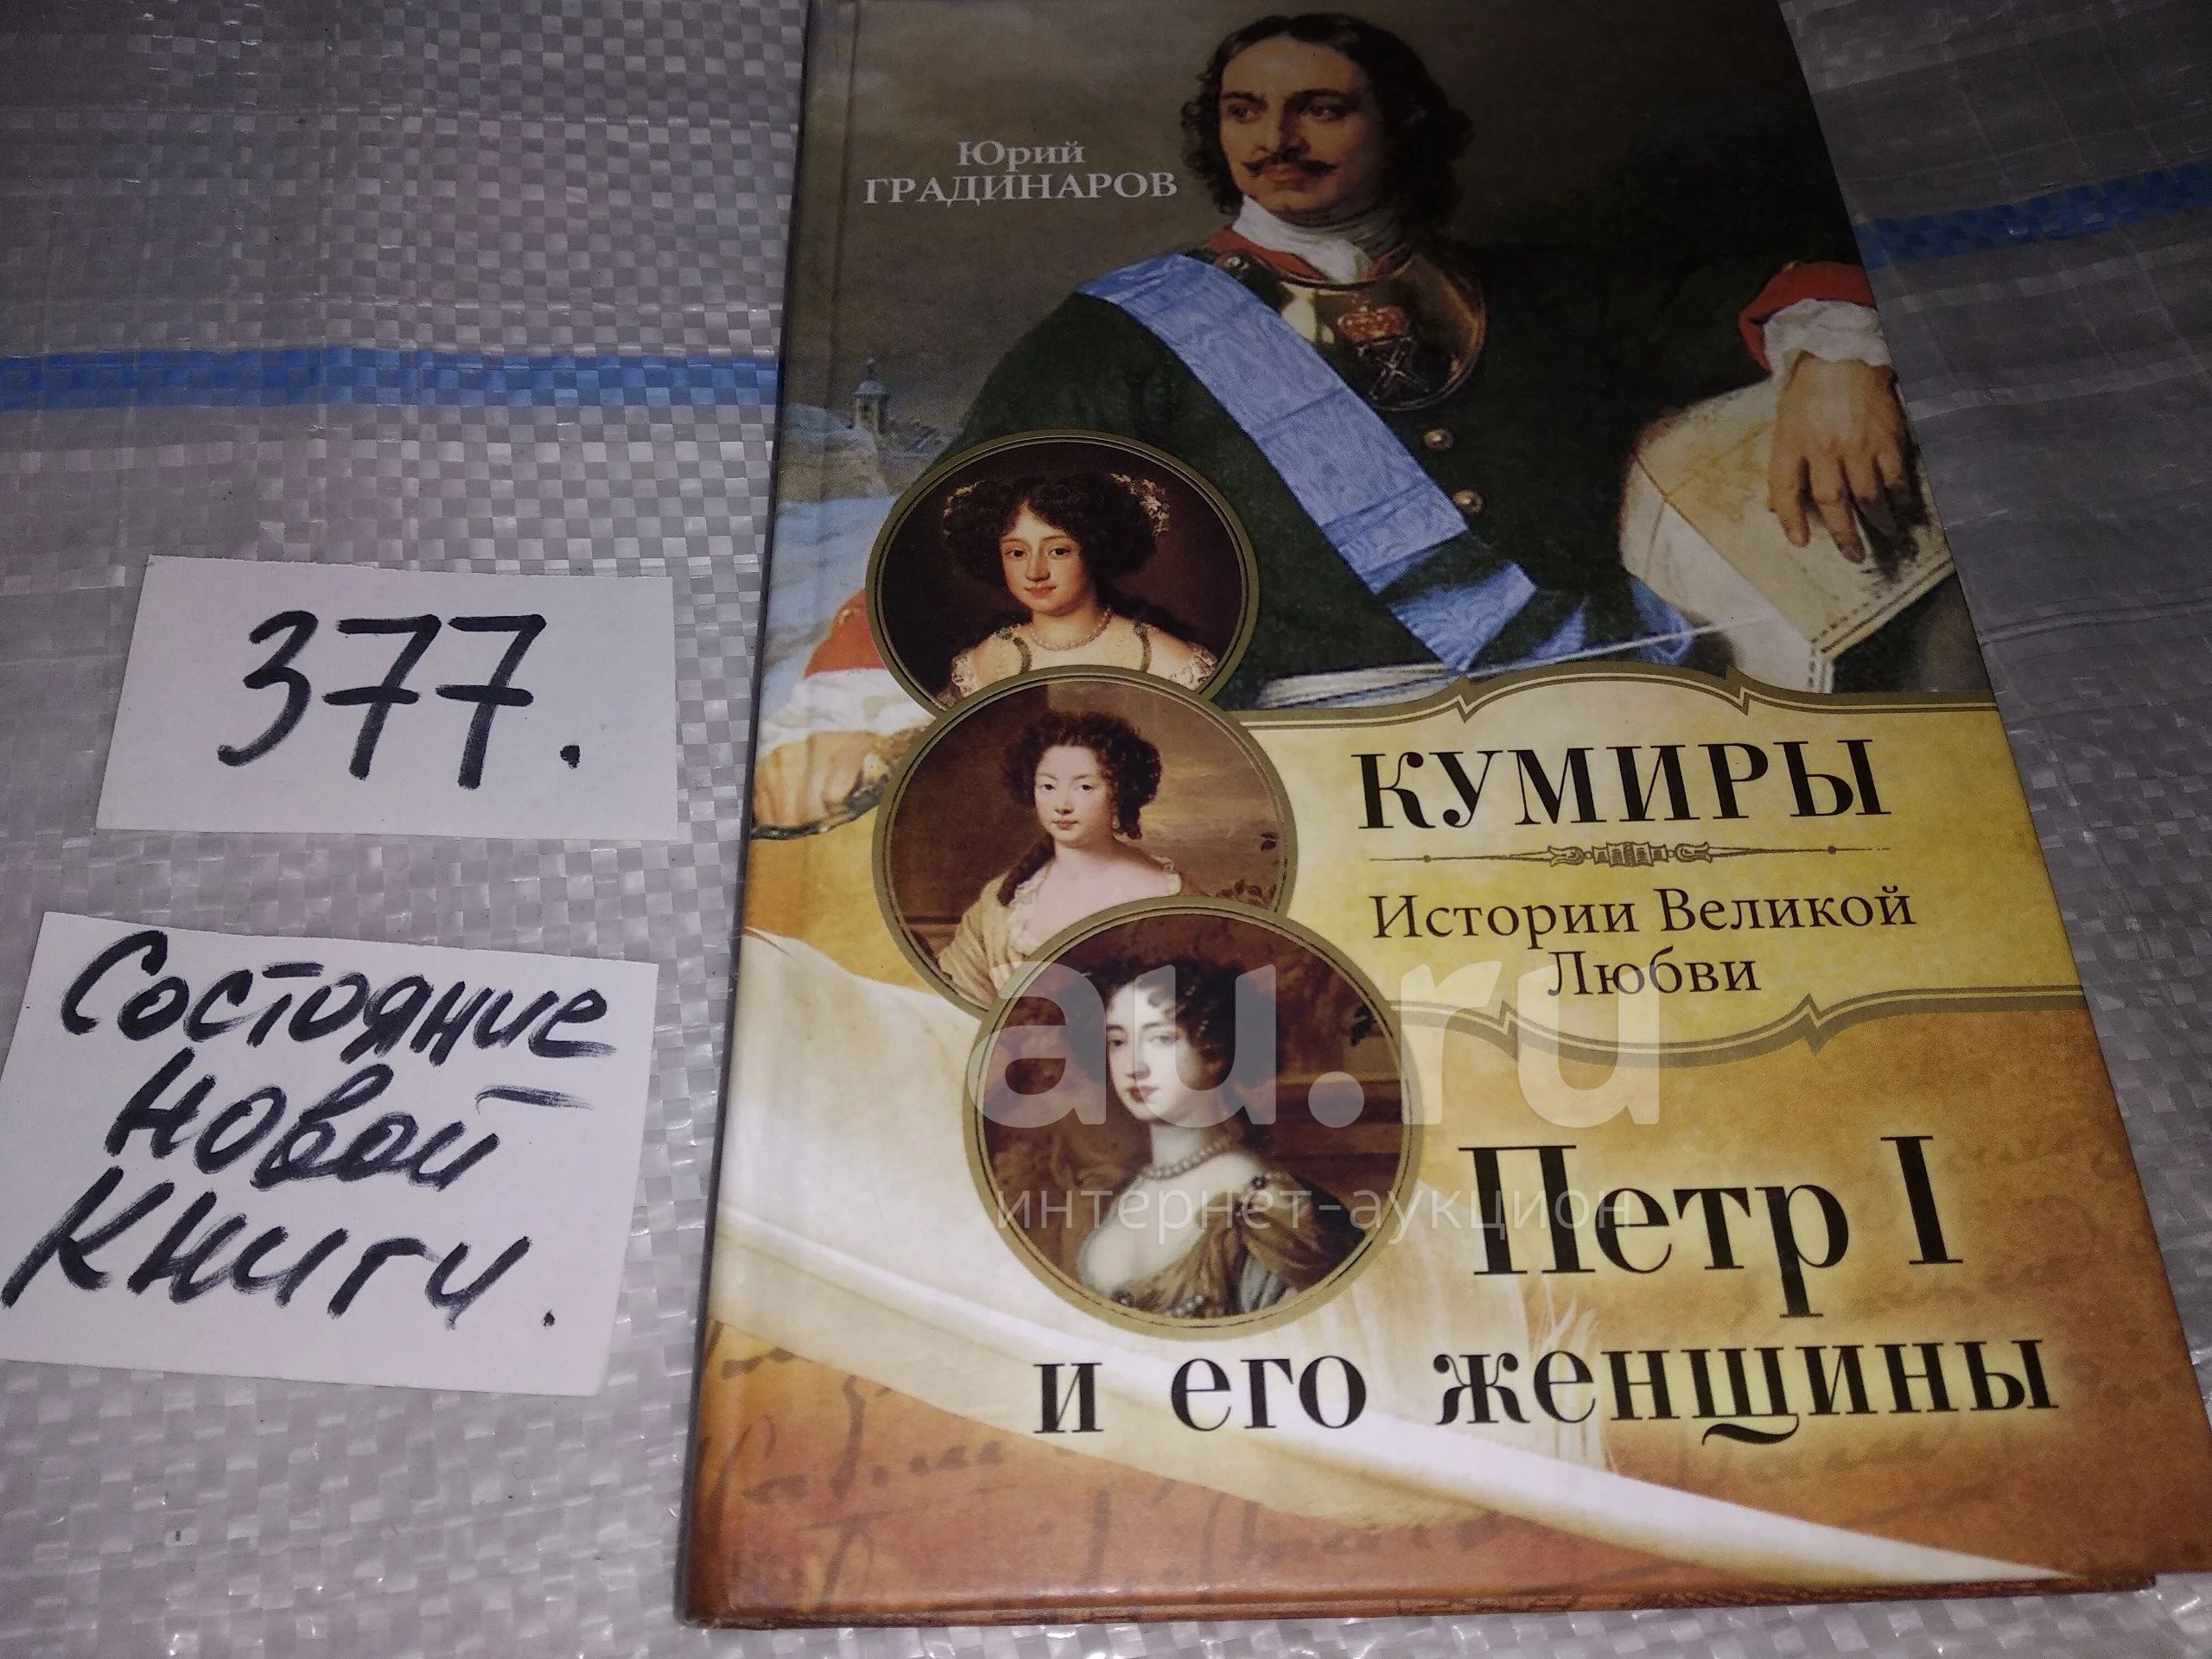 Юрий
ГРАДИНАРОВ
КУМИРЫ
Истории Великой
Любви
Петр I
и его женщины
377.
Состояние
новой
книги.
au.ru
интернет-аукцион